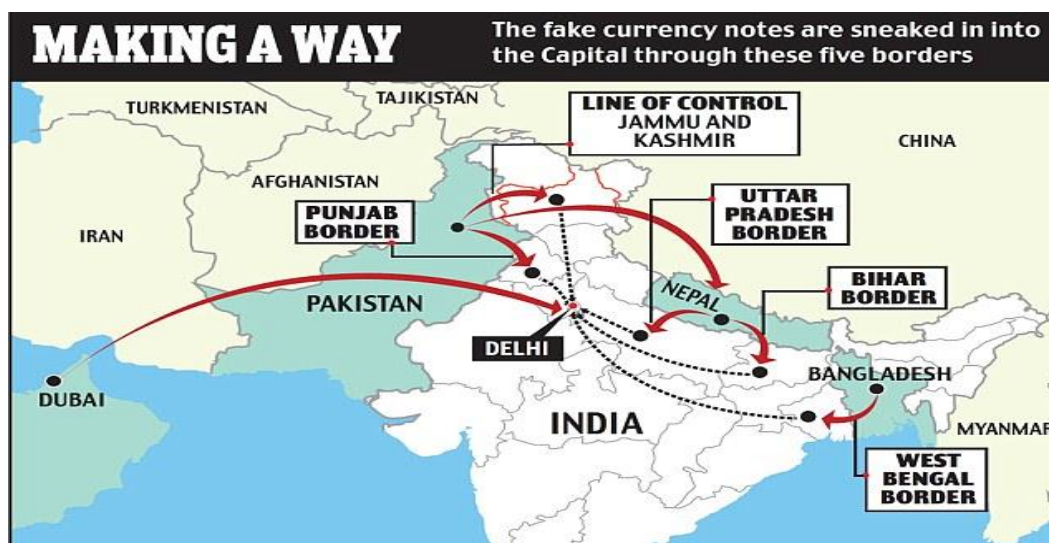 MAKING A WAY
The fake currency notes are sneaked in into
the Capital through these five borders
TURKMENISTAN
TAJIKISTAN
LINE OF CONTROL
JAMMU AND
KASHMIR
CHINA
AFGHANISTAN
IRAN
PUNJAB
BORDER
UTTAR
PRADESH
BORDER
PAKISTAN
NEPAL
BIHAR
BORDER
DELHI
DUBAI
INDIA
BANGLADESH
MYANMAR
WEST
BENGAL
BORDER